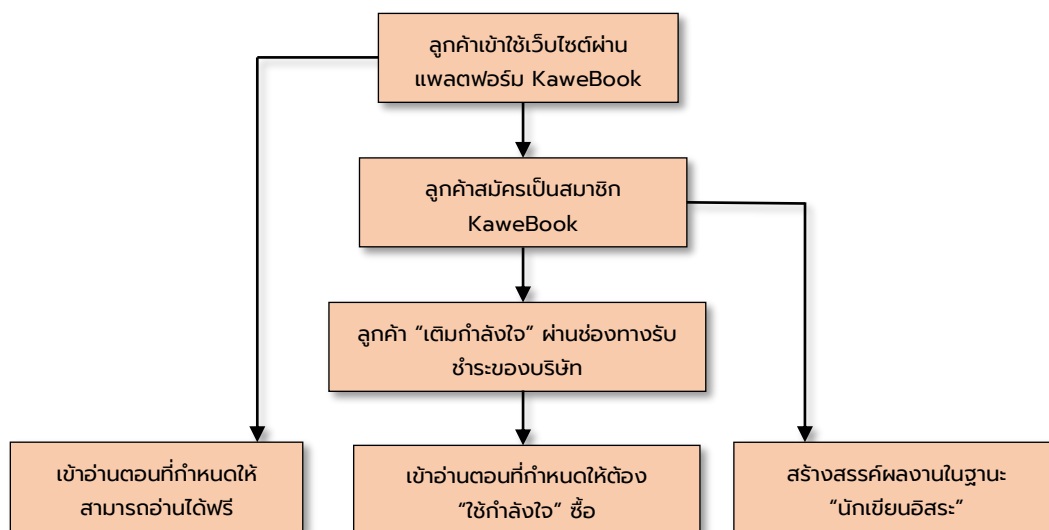 ลูกค้าเข้าใช้เว็บไซต์ผ่าน
แพลตฟอร์ม KaweBook
ลูกค้าสมัครเป็นสมาชิก
KaweBook
ลูกค้า “เติมกำลังใจ” ผ่านช่องทางรับ
ชำระของบริษัท
เข้าอ่านตอนที่กำหนดให้
สามารถอ่านได้ฟรี
เข้าอ่านตอนที่กำหนดให้ต้อง
“ใช้กำลังใจ” ซื้อ
สร้างสรรค์ผลงานในฐานะ
“นักเขียนอิสระ”